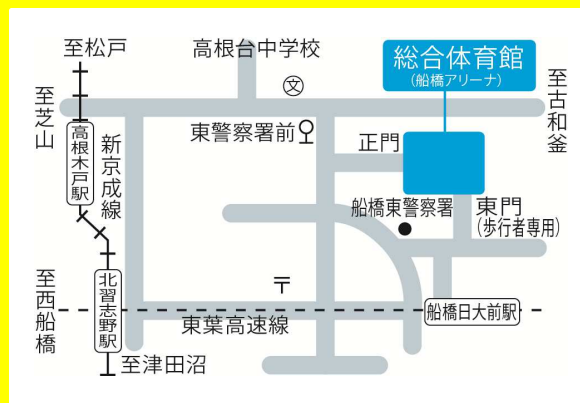 至松戸
高根台中学校
総合体育館
(船橋アリーナ)
至芝山
至古和釜
文
高根木戸駅
新京成線
東警察署前
正門
船橋東警察署
東門
(歩行者専用)
至西船橋
北習志野駅
〒
船橋日大前駅
東葉高速線
至津田沼